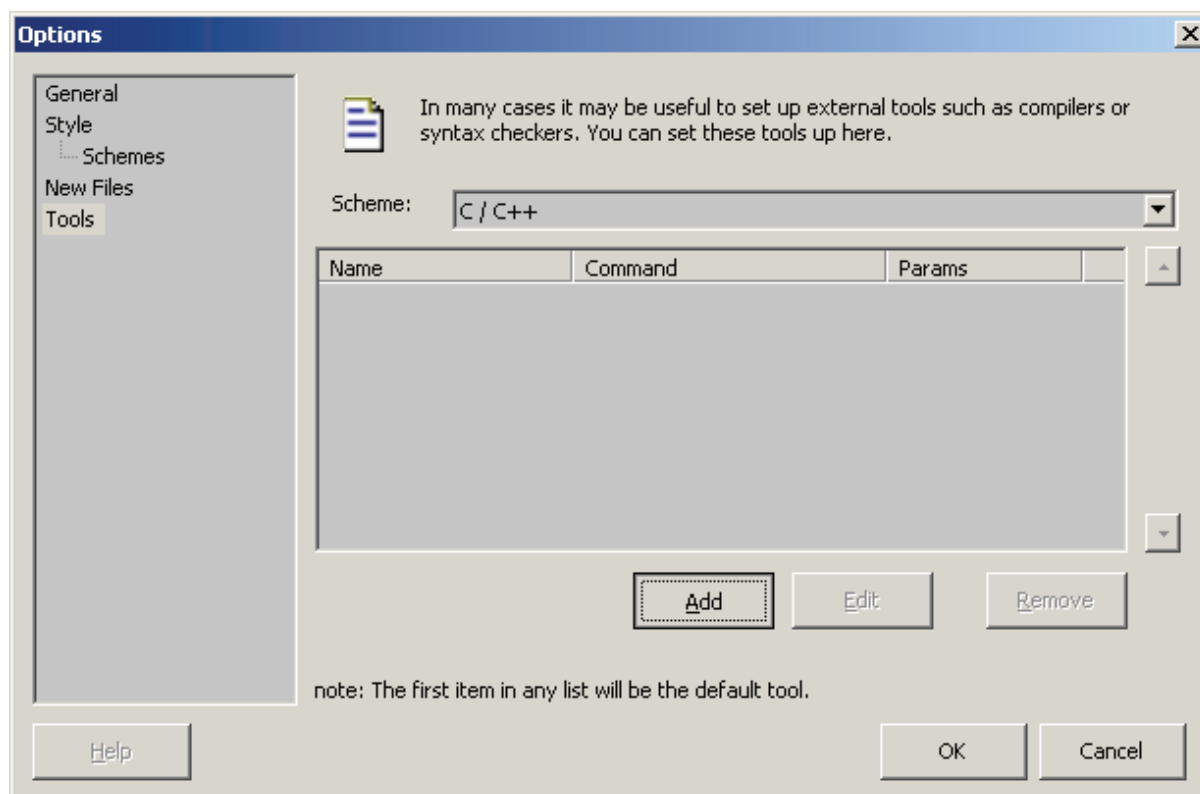 Options
General
Style
Schemes
New Files
Tools
In many cases it may be useful to set up external tools such as compilers or
syntax checkers. You can set these tools up here.
Scheme: C / C++
Name Command Params
Add Edit Remove
note: The first item in any list will be the default tool.
Help OK Cancel